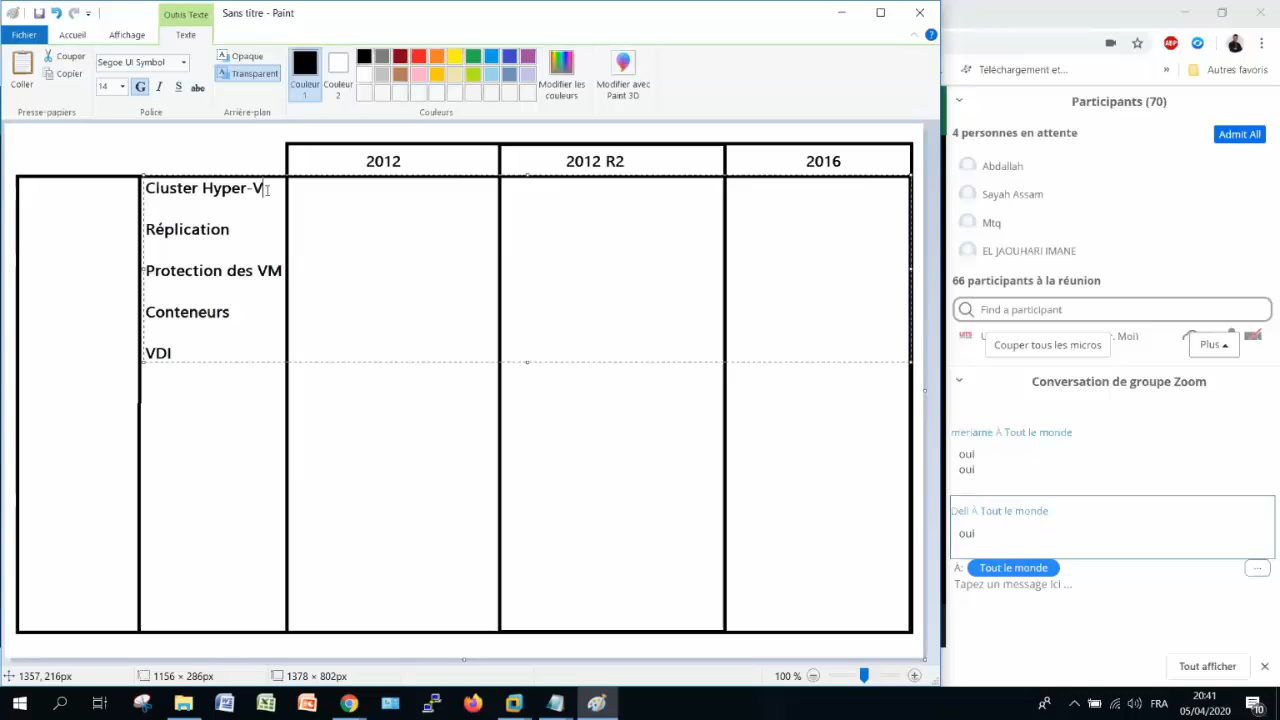 Outils Texte
Sans titre - Paint
Fichier
Accueil
Affichage
Texte
Coller
Couper
Copier
Presse-papiers
Segoe UI Symbol
14
G
I
S
abc
Police
Opaque
Transparent
Arrière-plan
Couleur 1
Couleur 2
Modifier les couleurs
Modifier avec Paint 3D
Couleurs
2012
2012 R2
2016
Cluster Hyper-V
Réplication
Protection des VM
Conteneurs
VDI
1357, 216px
1156 × 286px
1378 × 802px
100 %
ABP
Téléchargement et...
»
Autres favoris
Participants (70)
4 personnes en attente
Admit All
Abdallah
Sayah Assam
Mtq
EL JAOUHARI IMANE
66 participants à la réunion
Find a participant
Couper tous les micros
Plus
Conversation de groupe Zoom
meriame À Tout le monde
oui
oui
Dell À Tout le monde
oui
À:
Tout le monde
...
Tapez un message Ici ...
Tout afficher
FRA
20:41
05/04/2020
10